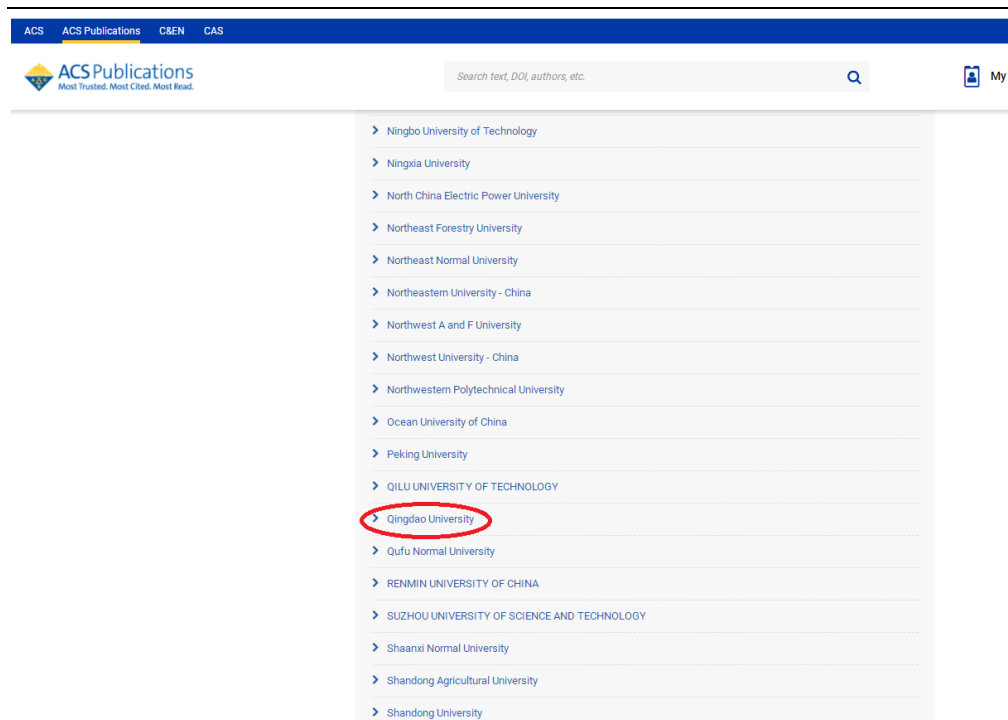 ACS ACS Publications C&EN CAS
ACS Publications
Most Trusted. Most Cited. Most Read.
Search text, DOI, authors, etc.
My
Ningbo University of Technology
Ningxia University
North China Electric Power University
Northeast Forestry University
Northeast Normal University
Northeastern University - China
Northwest A and F University
Northwest University - China
Northwestern Polytechnical University
Ocean University of China
Peking University
QILU UNIVERSITY OF TECHNOLOGY
Qingdao University
Qufu Normal University
RENMIN UNIVERSITY OF CHINA
SUZHOU UNIVERSITY OF SCIENCE AND TECHNOLOGY
Shaanxi Normal University
Shandong Agricultural University
Shandong University